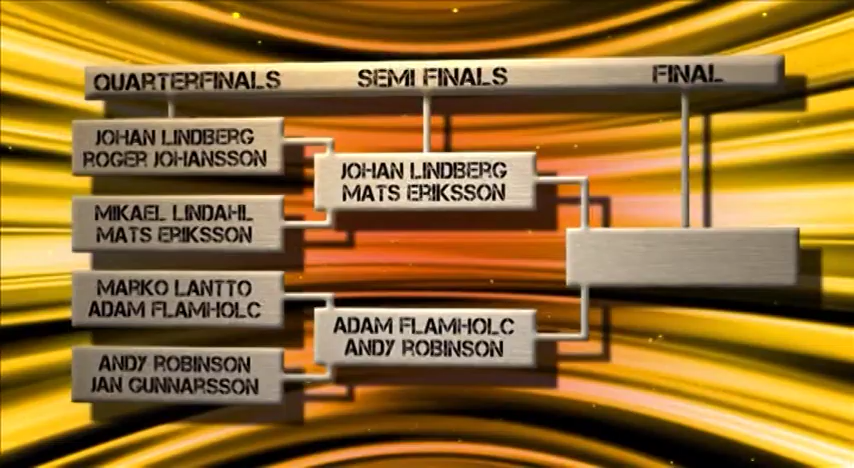 QUARTERFINALS
SEMI FINALS
FINAL
JOHAN LINDBERG
ROGER JOHANSSON
MIKAEL LINDAHL
MATS ERIKSSON
MARKO LANTTO
ADAM FLAMHOLC
ANDY ROBINSON
JAN GUNNARSSON
JOHAN LINDBERG
MATS ERIKSSON
ADAM FLAMHOLC
ANDY ROBINSON